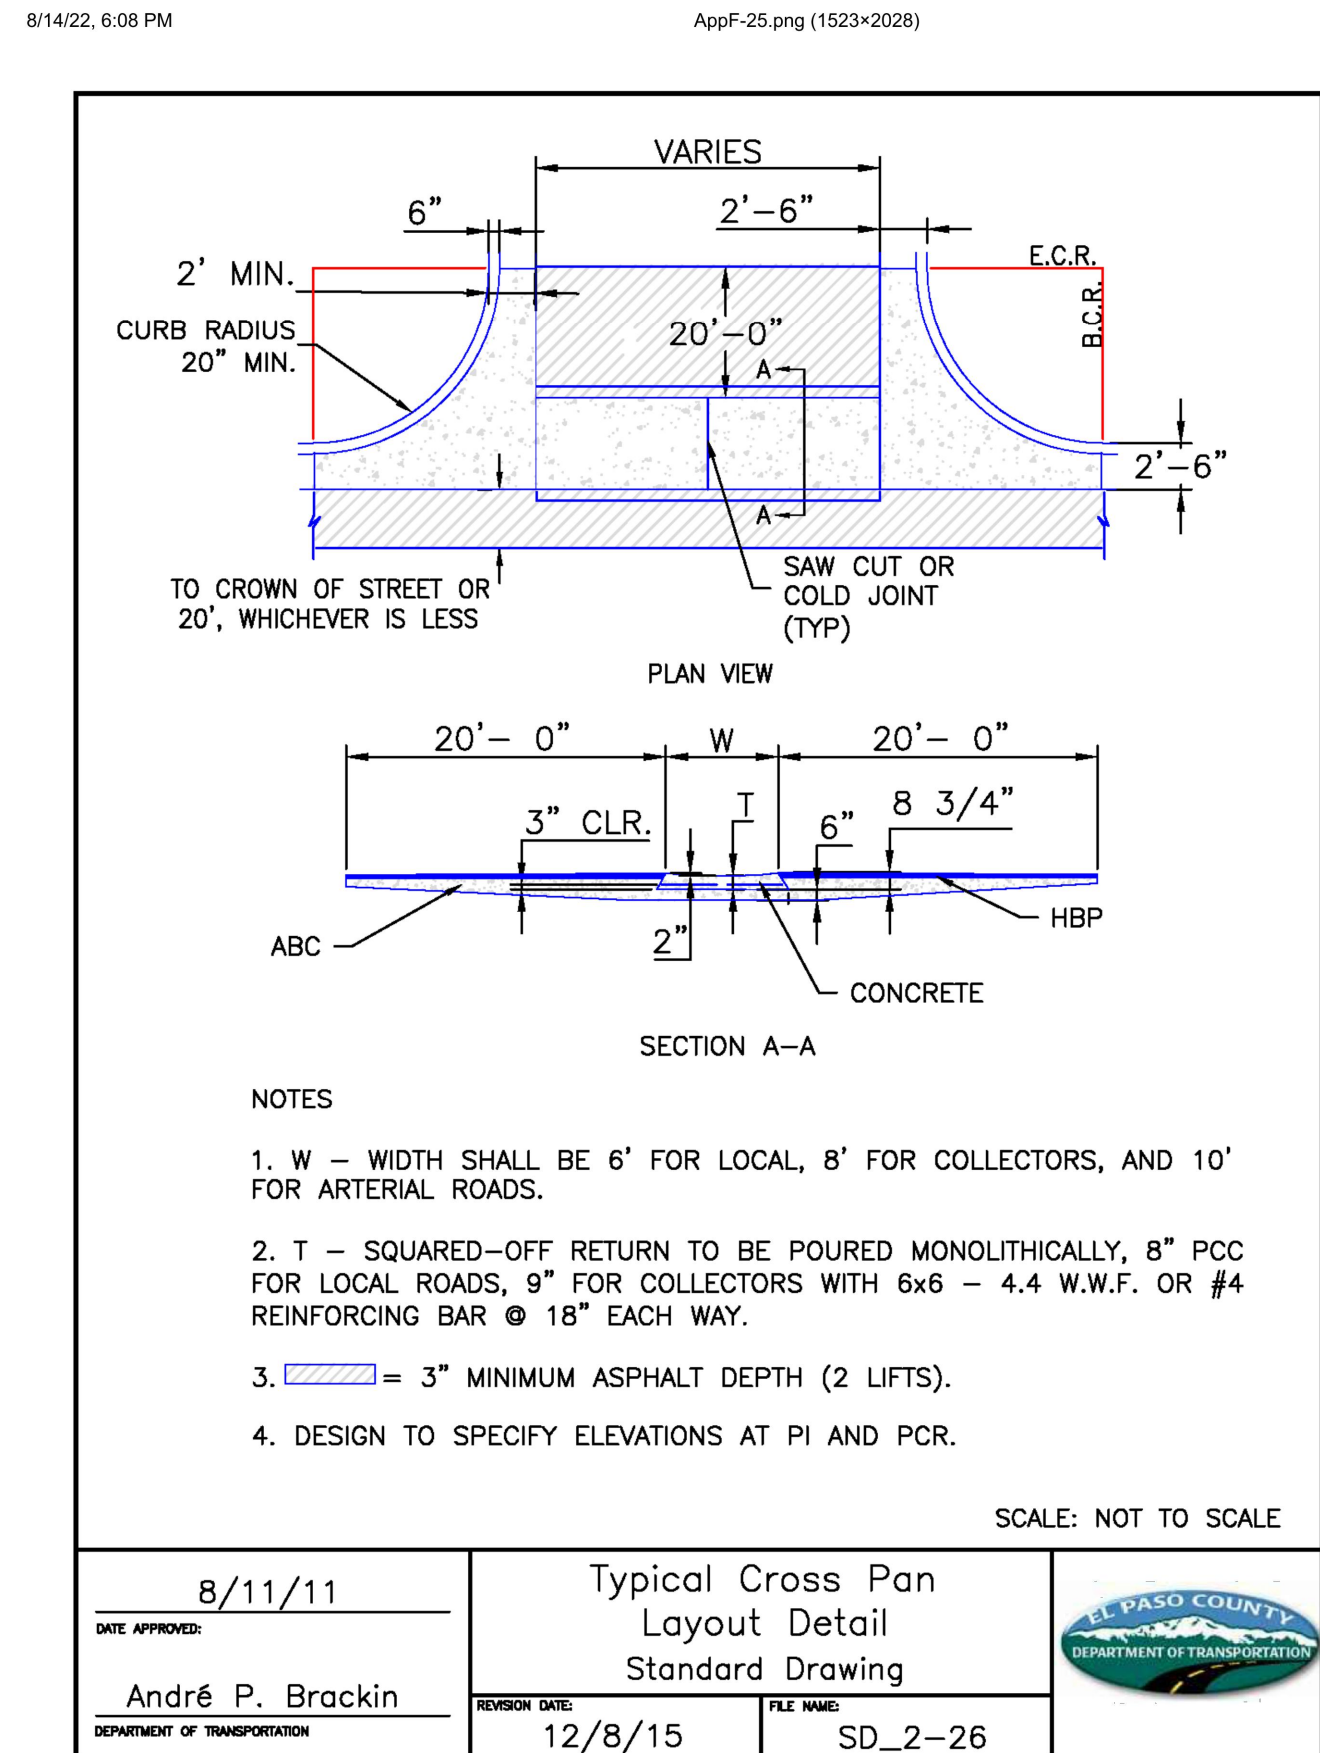 8/14/22, 6:08 PM
AppF-25.png (1523×2028)
VARIES
6”
2’-6”
E.C.R.
2’ MIN.
B.C.R.
CURB RADIUS
20” MIN.
20’-0”
A
2’-6”
A
SAW CUT OR
COLD JOINT
(TYP)
TO CROWN OF STREET OR
20’, WHICHEVER IS LESS
PLAN VIEW
20’- 0”
W
20’- 0”
3” CLR.
T
6”
8 3/4”
ABC
2”
HBP
CONCRETE
SECTION A-A
NOTES
1. W - WIDTH SHALL BE 6’ FOR LOCAL, 8’ FOR COLLECTORS, AND 10’
FOR ARTERIAL ROADS.
2. T - SQUARED-OFF RETURN TO BE POURED MONOLITHICALLY, 8” PCC
FOR LOCAL ROADS, 9” FOR COLLECTORS WITH 6x6 - 4.4 W.W.F. OR #4
REINFORCING BAR @ 18” EACH WAY.
3. = 3” MINIMUM ASPHALT DEPTH (2 LIFTS).
4. DESIGN TO SPECIFY ELEVATIONS AT PI AND PCR.
SCALE: NOT TO SCALE
8/11/11
DATE APPROVED:
André P. Brackin
DEPARTMENT OF TRANSPORTATION
Typical Cross Pan
Layout Detail
Standard Drawing
REVISION DATE:
12/8/15
FILE NAME:
SD_2-26
EL PASO COUNTY
DEPARTMENT OF TRANSPORTATION